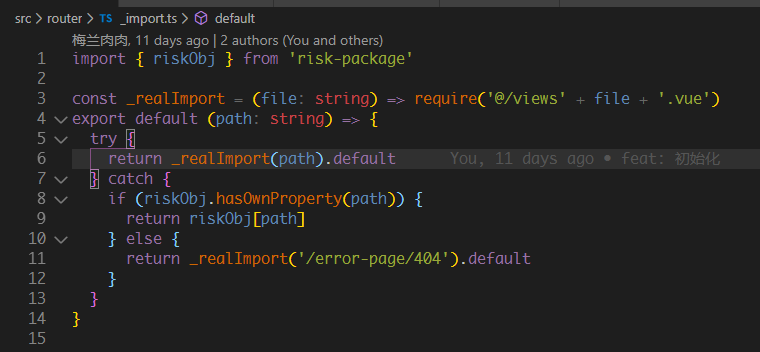 src > router > TS _import.ts > default
梅兰肉肉, 11 days ago | 2 authors (You and others)
1 import { riskObj } from 'risk-package'
2
3 const _realImport = (file: string) => require('@/views' + file + '.vue')
4 export default (path: string) => {
5 try {
6 return _realImport(path).default You, 11 days ago • feat: 初始化
7 } catch {
8 if (riskObj.hasOwnProperty(path)) {
9 return riskObj[path]
10 } else {
11 return _realImport('/error-page/404').default
12 }
13 }
14 }
15